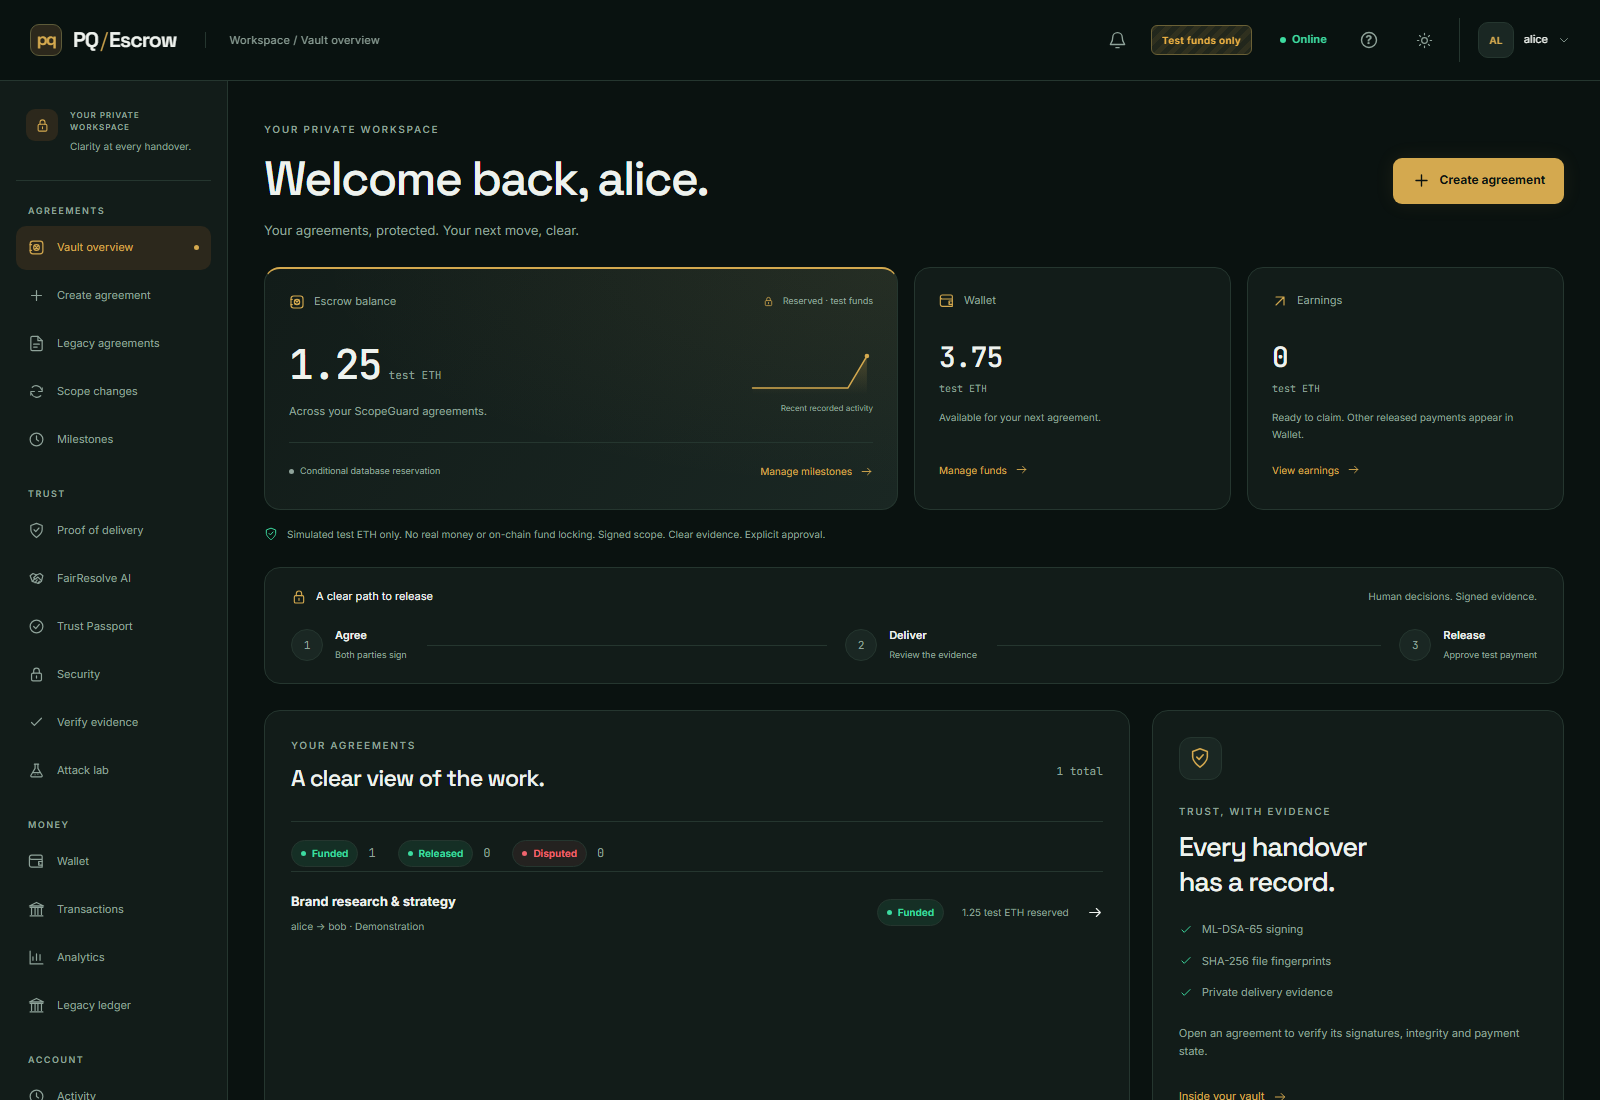 pq PQ/Escrow
Workspace / Vault overview
Test funds only
Online
AL alice
YOUR PRIVATE
WORKSPACE
Clarity at every handover.
AGREEMENTS
Vault overview
Create agreement
Legacy agreements
Scope changes
Milestones
TRUST
Proof of delivery
FairResolve AI
Trust Passport
Security
Verify evidence
Attack lab
MONEY
Wallet
Transactions
Analytics
Legacy ledger
ACCOUNT
Activity
YOUR PRIVATE WORKSPACE
Welcome back, alice.
Your agreements, protected. Your next move, clear.
Create agreement
Escrow balance
Reserved · test funds
1.25 test ETH
Across your ScopeGuard agreements.
Recent recorded activity
Conditional database reservation
Manage milestones →
Wallet
3.75
test ETH
Available for your next agreement.
Manage funds →
Earnings
0
test ETH
Ready to claim. Other released payments appear in
Wallet.
View earnings →
Simulated test ETH only. No real money or on-chain fund locking. Signed scope. Clear evidence. Explicit approval.
A clear path to release
Human decisions. Signed evidence.
1
Agree
Both parties sign
2
Deliver
Review the evidence
3
Release
Approve test payment
YOUR AGREEMENTS
A clear view of the work.
1 total
Funded 1 Released 0 Disputed 0
Brand research & strategy
alice → bob · Demonstration
Funded
1.25 test ETH reserved →
TRUST, WITH EVIDENCE
Every handover
has a record.
ML-DSA-65 signing
SHA-256 file fingerprints
Private delivery evidence
Open an agreement to verify its signatures, integrity and payment
state.
Inside your vault →